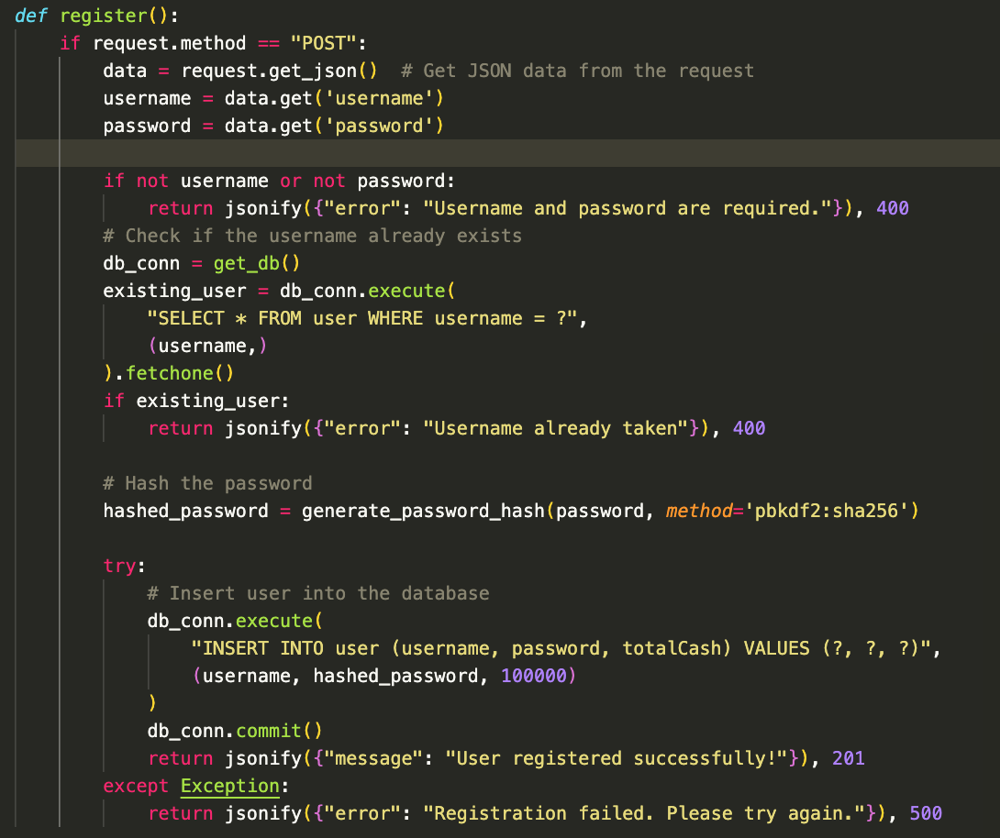 def register():
    if request.method == "POST":
        data = request.get_json()  # Get JSON data from the request
        username = data.get('username')
        password = data.get('password')

        if not username or not password:
            return jsonify({"error": "Username and password are required."}), 400
        # Check if the username already exists
        db_conn = get_db()
        existing_user = db_conn.execute(
            "SELECT * FROM user WHERE username = ?",
            (username,)
        ).fetchone()
        if existing_user:
            return jsonify({"error": "Username already taken"}), 400

        # Hash the password
        hashed_password = generate_password_hash(password, method='pbkdf2:sha256')

        try:
            # Insert user into the database
            db_conn.execute(
                "INSERT INTO user (username, password, totalCash) VALUES (?, ?, ?)",
                (username, hashed_password, 100000)
            )
            db_conn.commit()
            return jsonify({"message": "User registered successfully!"}), 201
        except Exception:
            return jsonify({"error": "Registration failed. Please try again."}), 500